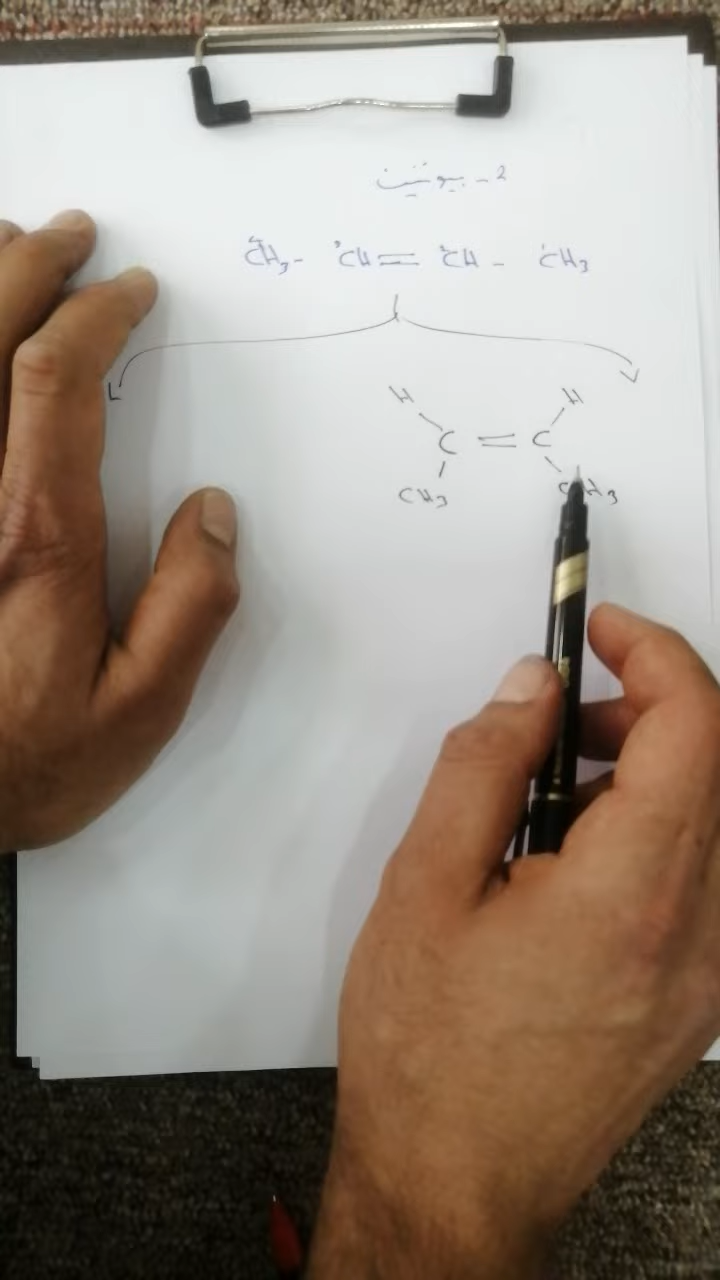 2 - بيوتين
⁴CH₃ - ³CH = ²CH - ¹CH₃
H H
C = C
CH₃ CH₃